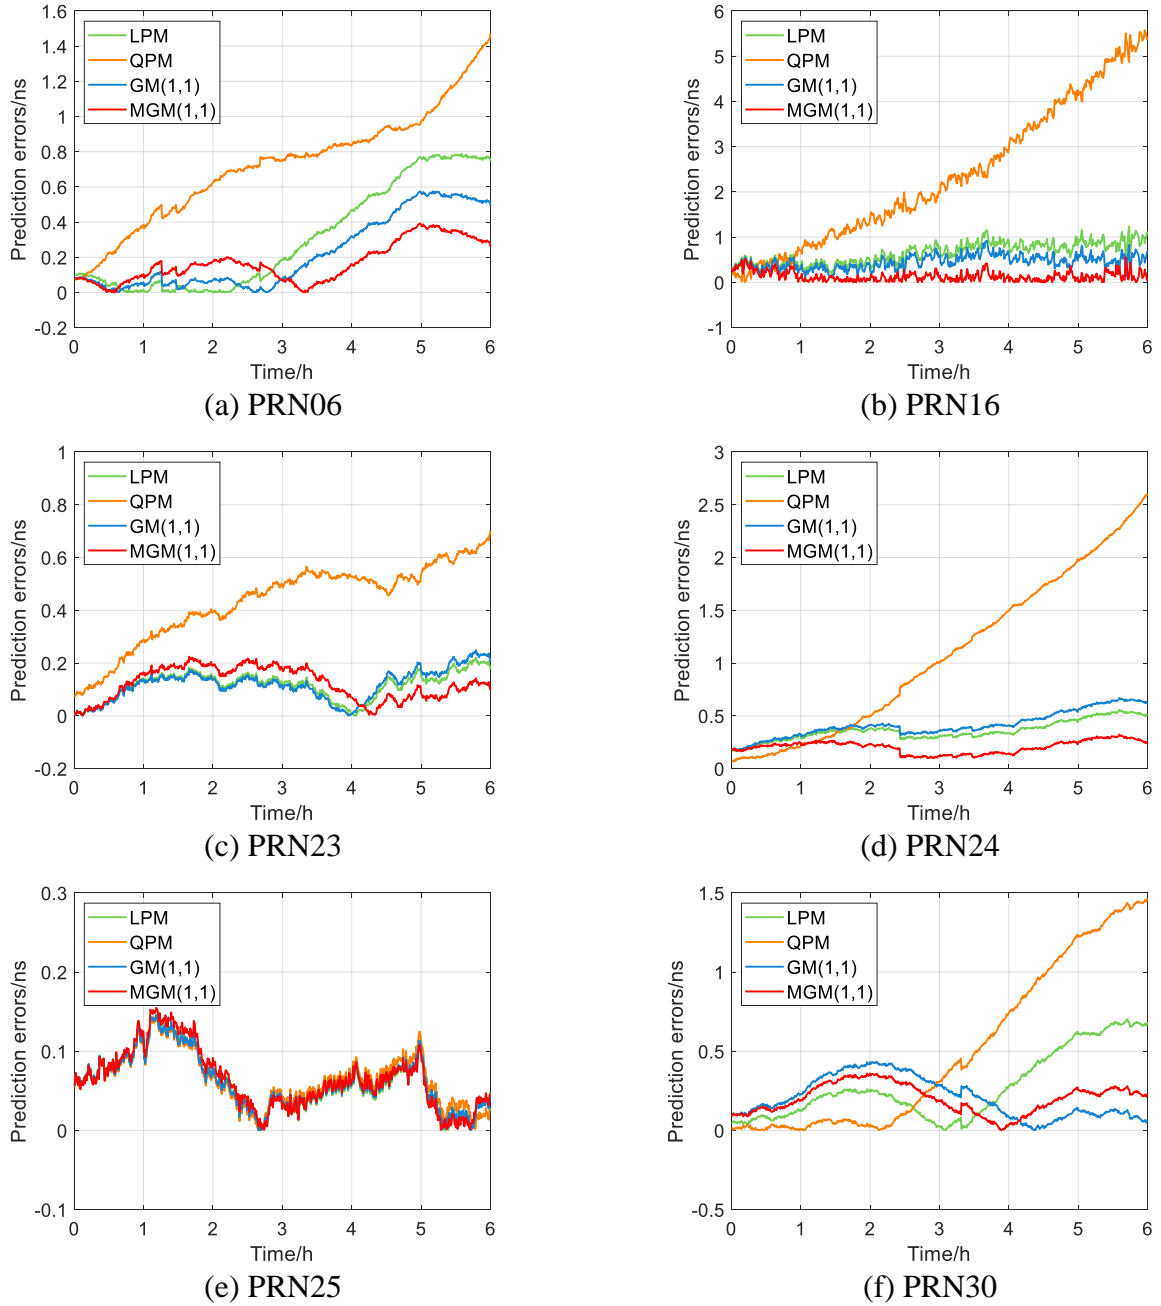 1.6
1.4
1.2
1
0.8
0.6
0.4
0.2
0
-0.2
Prediction errors/ns
LPM
QPM
GM(1,1)
MGM(1,1)
0 1 2 3 4 5 6
Time/h
(a) PRN06
6
5
4
3
2
1
0
-1
Prediction errors/ns
LPM
QPM
GM(1,1)
MGM(1,1)
0 1 2 3 4 5 6
Time/h
(b) PRN16
1
0.8
0.6
0.4
0.2
0
-0.2
Prediction errors/ns
LPM
QPM
GM(1,1)
MGM(1,1)
0 1 2 3 4 5 6
Time/h
(c) PRN23
3
2.5
2
1.5
1
0.5
0
Prediction errors/ns
LPM
QPM
GM(1,1)
MGM(1,1)
0 1 2 3 4 5 6
Time/h
(d) PRN24
0.3
0.2
0.1
0
-0.1
Prediction errors/ns
LPM
QPM
GM(1,1)
MGM(1,1)
0 1 2 3 4 5 6
Time/h
(e) PRN25
1.5
1
0.5
0
-0.5
Prediction errors/ns
LPM
QPM
GM(1,1)
MGM(1,1)
0 1 2 3 4 5 6
Time/h
(f) PRN30